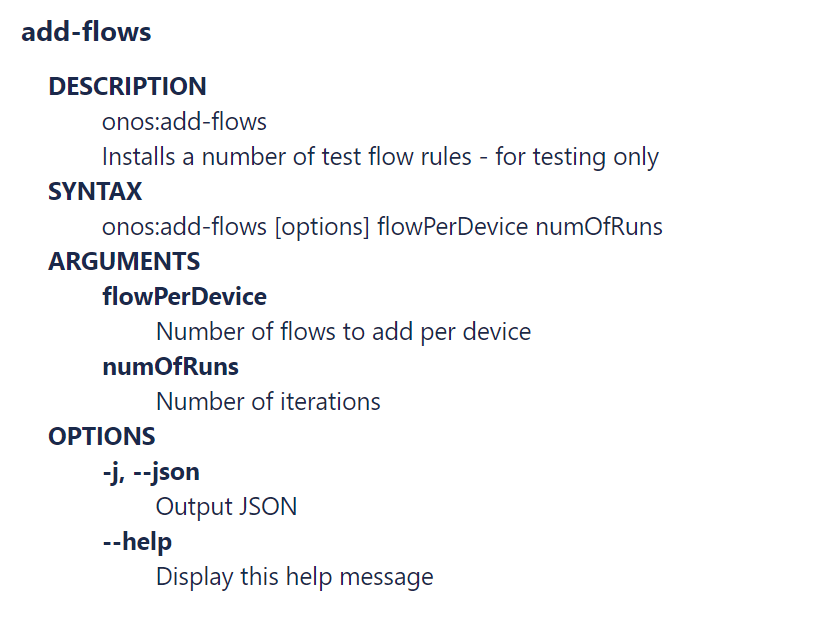 add-flows
DESCRIPTION
onos:add-flows
Installs a number of test flow rules - for testing only
SYNTAX
onos:add-flows [options] flowPerDevice numOfRuns
ARGUMENTS
flowPerDevice
Number of flows to add per device
numOfRuns
Number of iterations
OPTIONS
-j, --json
Output JSON
--help
Display this help message